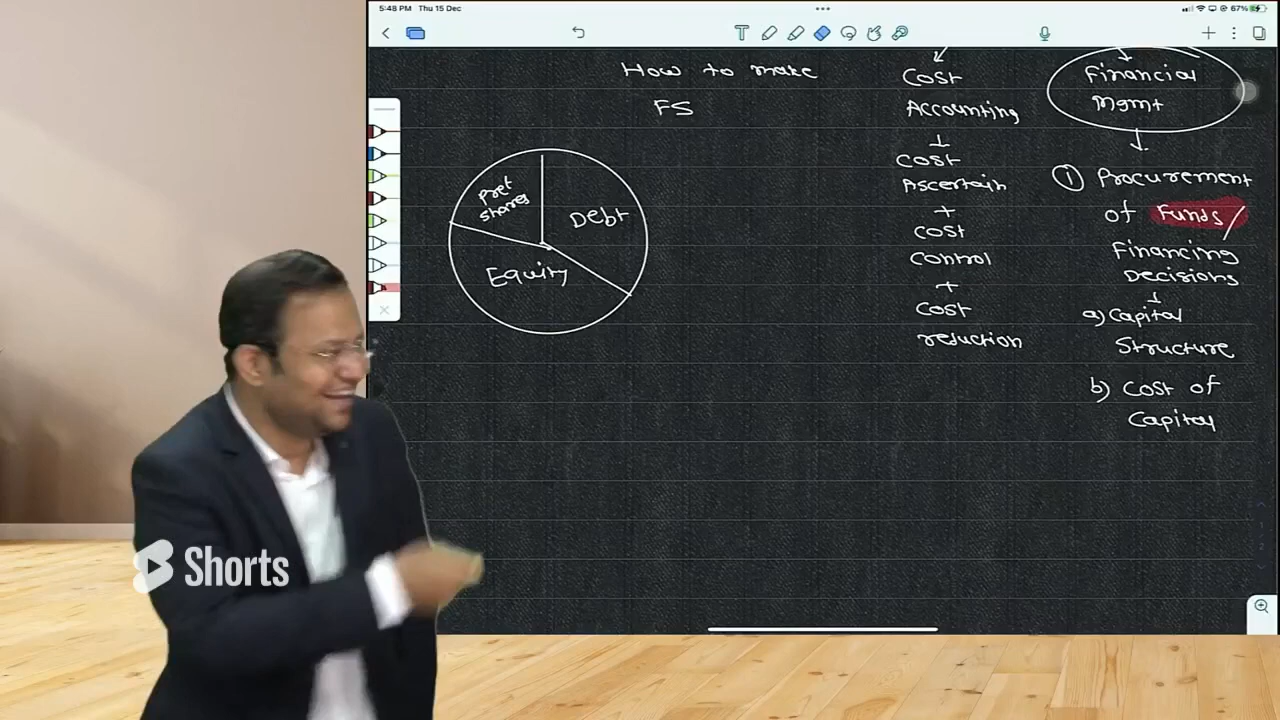 5:48 PM Thu 15 Dec
67%
T
How to make
FS
Pref
shares
Debt
Equity
Cost
Accounting
Cost
Ascertain
+
Cost
Control
+
Cost
reduction
Financial
Mgmt
① Procurement
of Funds/
Financing
Decisions
a) Capital
Structure
b) Cost of
Capital
Shorts